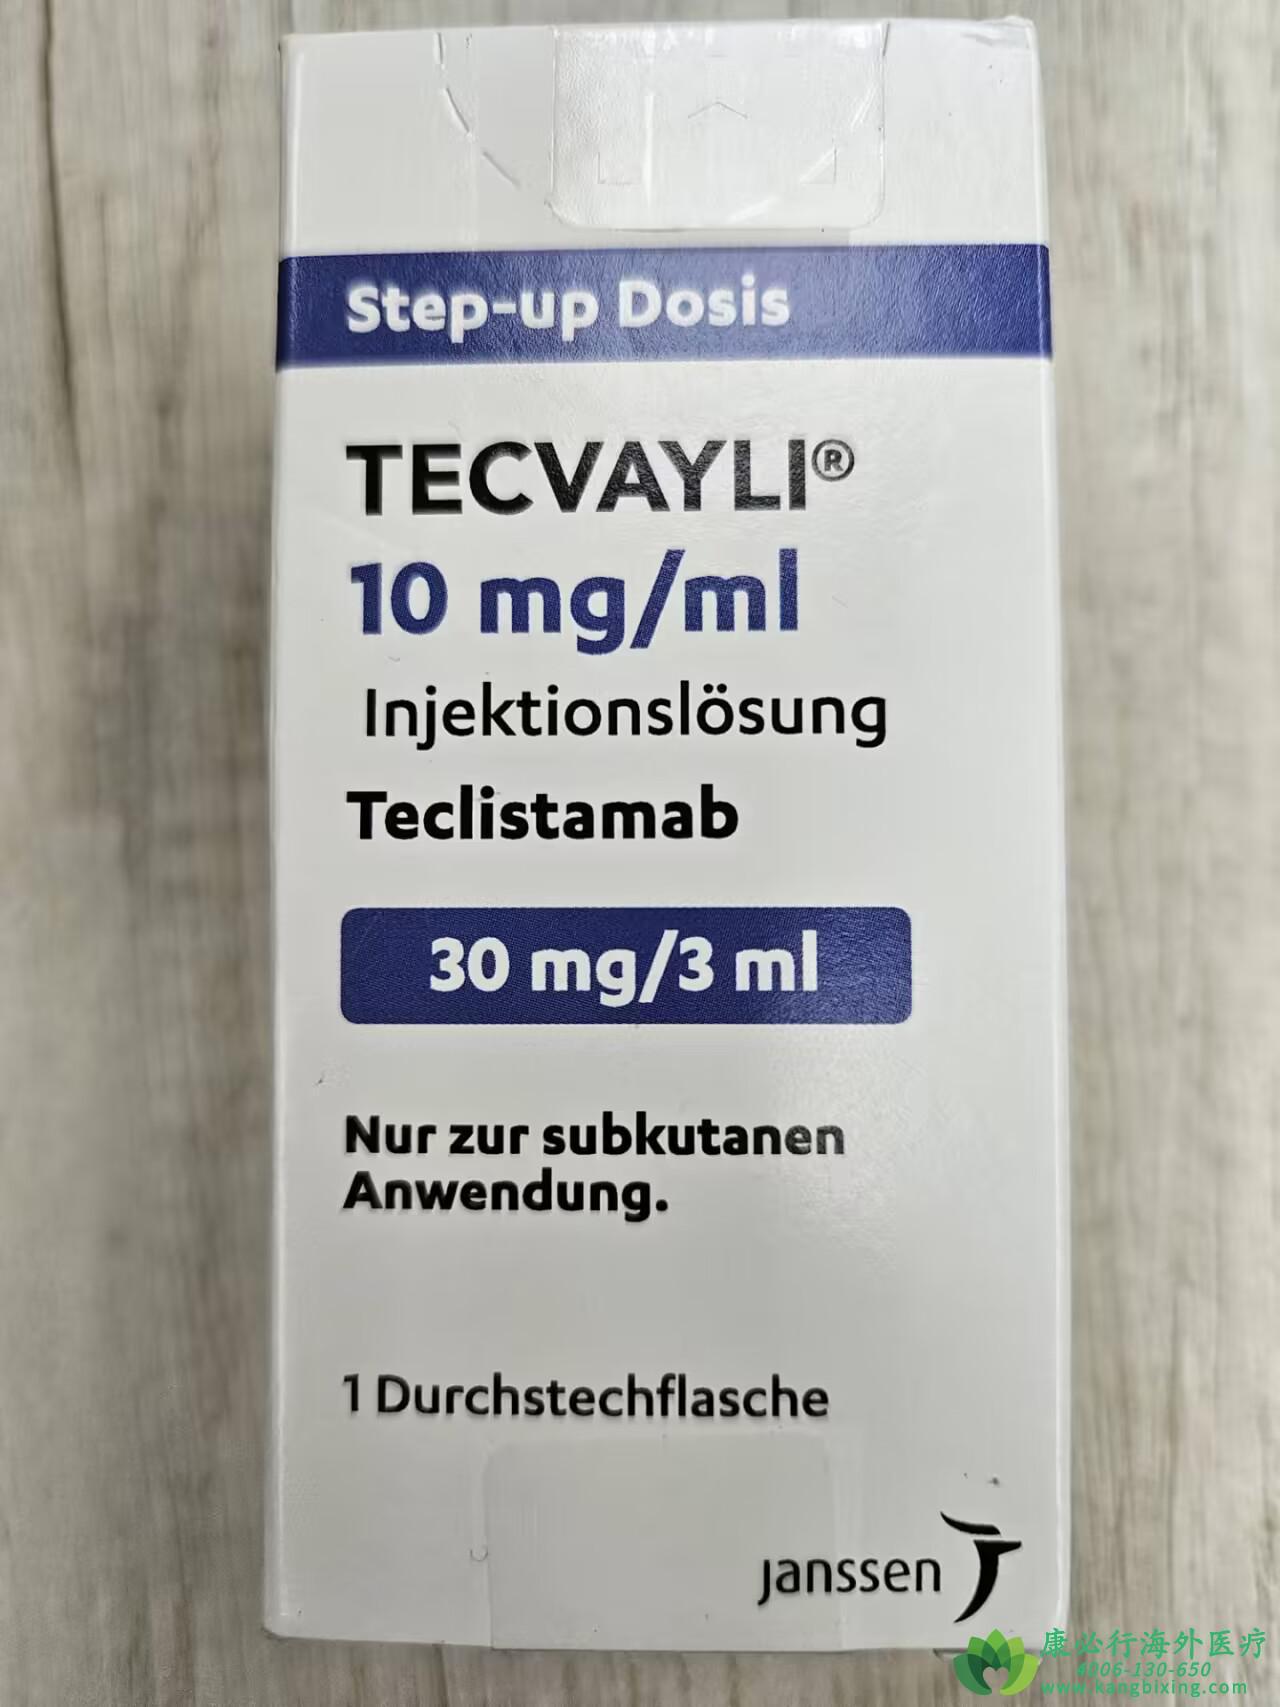 Step-up Dosis
TECVAYLI®
10 mg/ml
Injektionslösung
Teclistamab
30 mg/3 ml
Nur zur subkutanen
Anwendung.
1 Durchstechflasche
janssen
康必行海外医疗
4006-130-650
www.kangbixing.com